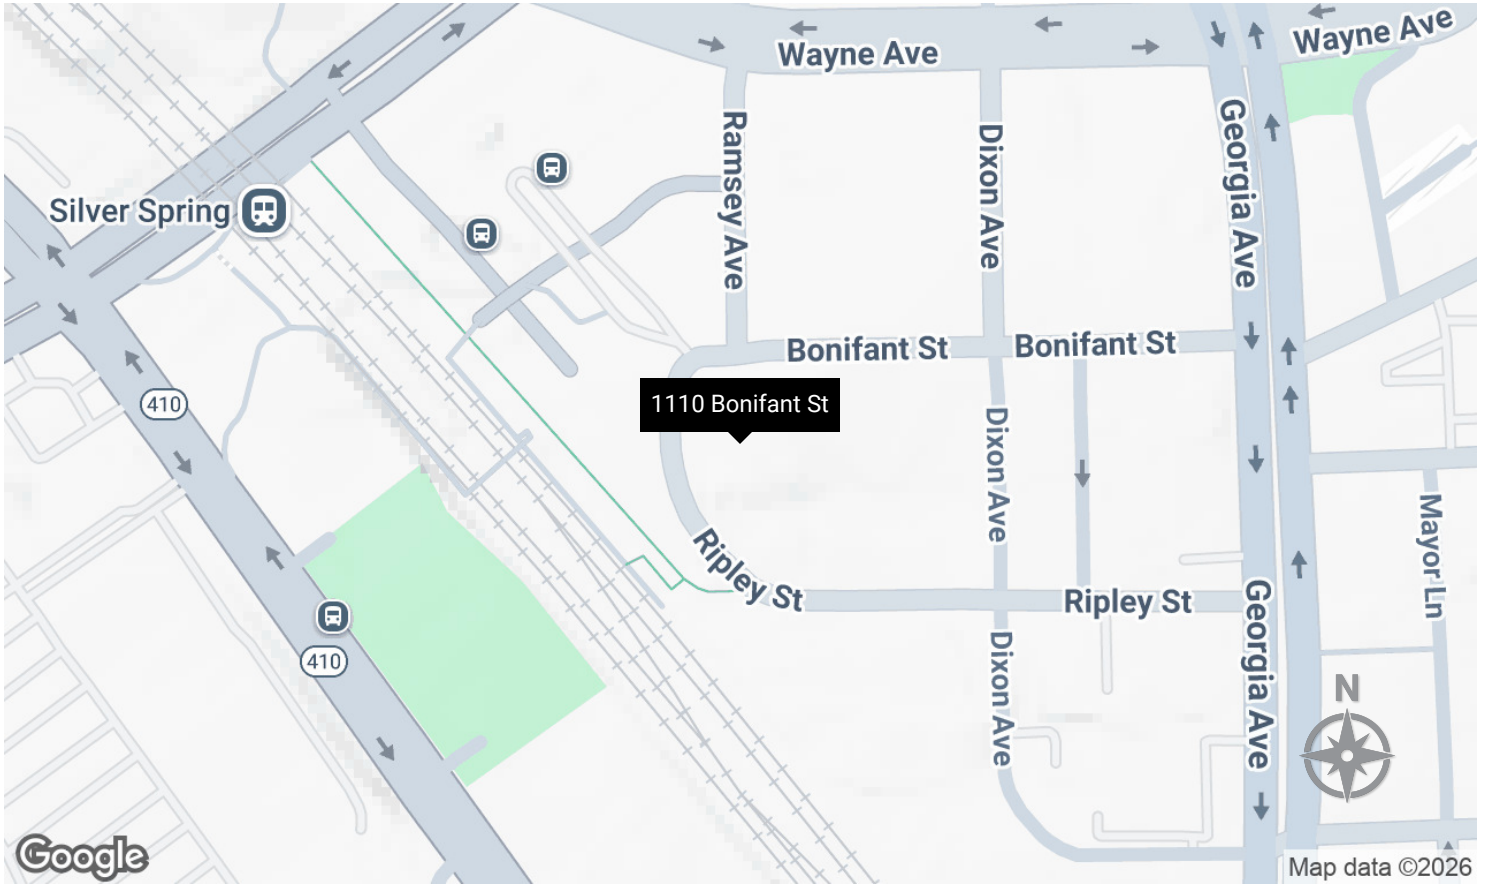 Wayne Ave
Wayne Ave
Silver Spring
Ramsey Ave
Dixon Ave
Georgia Ave
Bonifant St
Bonifant St
410
1110 Bonifant St
Dixon Ave
Mayor Ln
Ripley St
Ripley St
Georgia Ave
410
Dixon Ave
N
Google
Map data ©2026